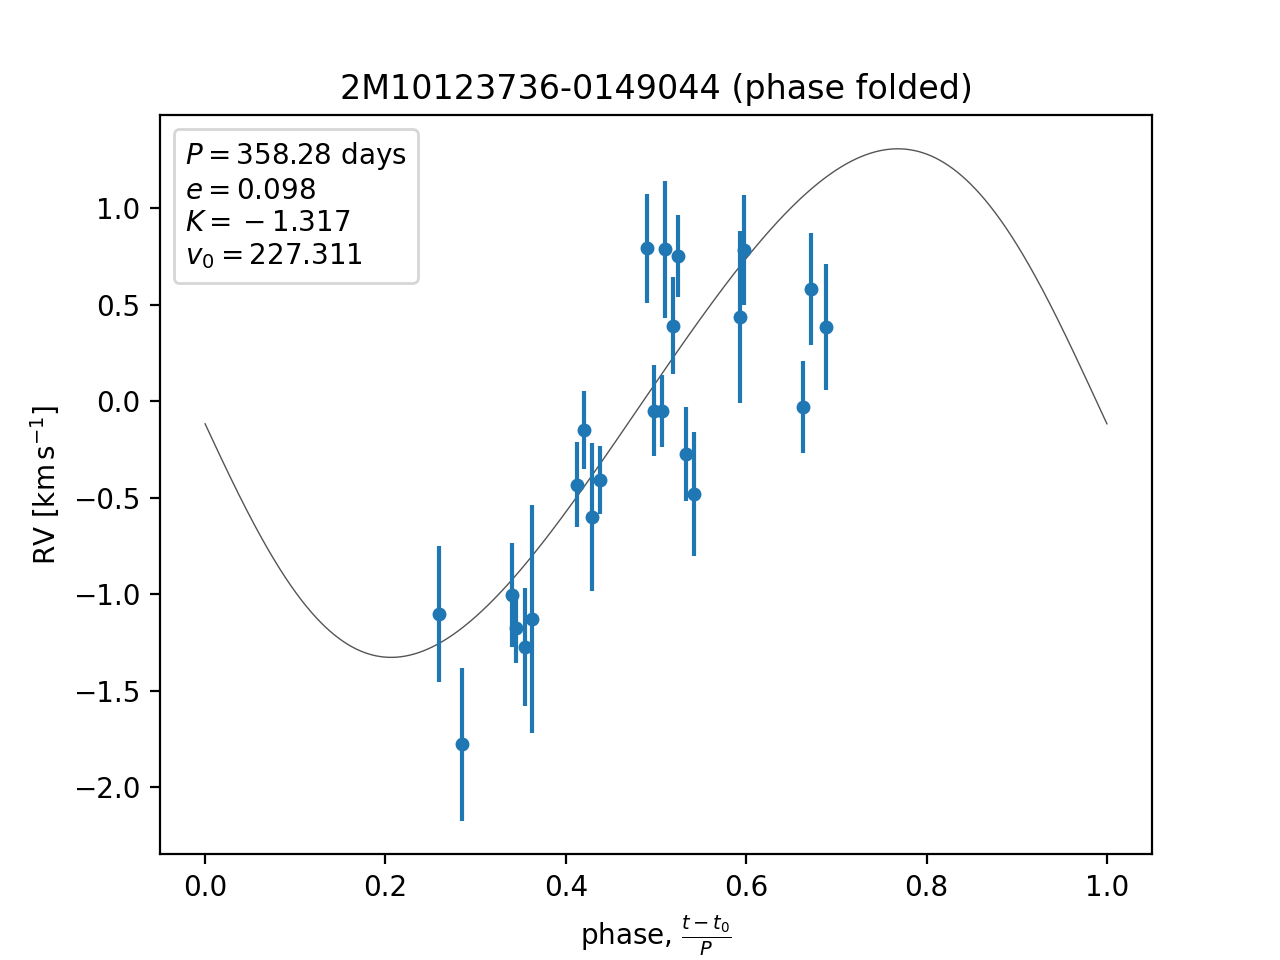 2M10123736-0149044 (phase folded)
P = 358.28 days
e = 0.098
K = −1.317
v₀ = 227.311
1.0
0.5
0.0
−0.5
−1.0
−1.5
−2.0
RV [km s⁻¹]
0.0 0.2 0.4 0.6 0.8 1.0
phase, (t − t₀)/P